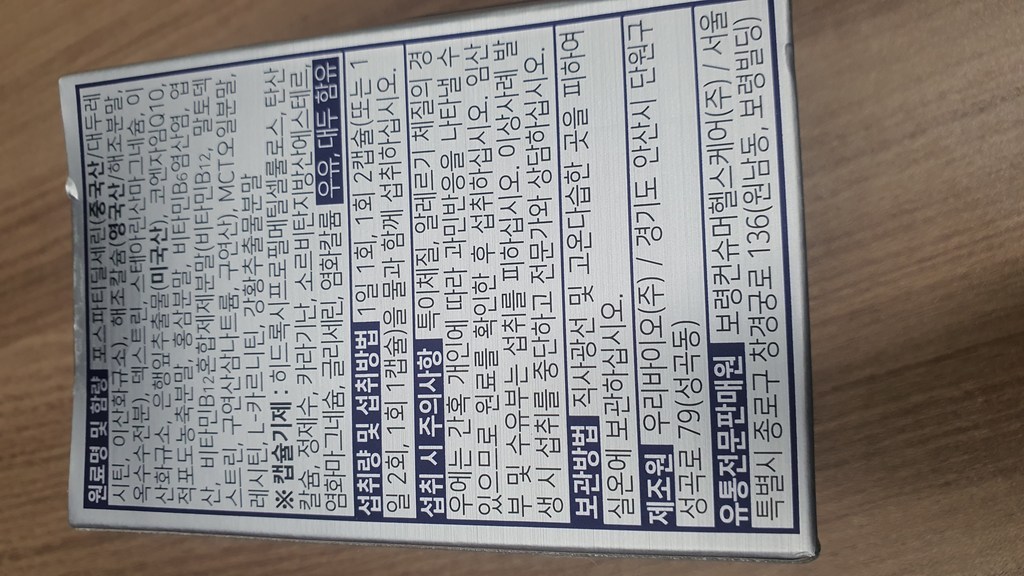 원료명 및 함량 포스파티딜세린(중국산/대두레
시틴, 이산화규소), 해조칼슘(영국산/해조분말,
옥수수전분), 덱스트린, 스테아린산마그네슘, 이
산화규소, 은행잎추출물(미국산), 코엔자임Q10,
적포도농축분말, 홍삼분말, 비타민B6염산염, 엽
산, 비타민B12혼합제제분말(비타민B12, 말토덱
스트린, 구연산삼나트륨, 구연산), MCT오일분말,
레시틴, L-카르니틴, 강황추출물분말
※ 캡슐기제 : 히드록시프로필메틸셀룰로스, 탄산
칼슘, 정제수, 카라기난, 소르비타지방산에스테르,
염화마그네슘, 글리세린, 염화칼륨 우유, 대두 함유
섭취량 및 섭취방법 1일 1회, 1회 2캡슐(또는 1
일 2회, 1회 1캡슐)을 물과 함께 섭취하십시오.
섭취 시 주의사항 특이체질, 알레르기 체질의 경
우에는 간혹 개인에 따라 과민반응을 나타낼 수
있으므로 원료를 확인한 후 섭취하십시오. 임산
부 및 수유부는 섭취를 피하십시오. 이상사례 발
생 시 섭취를 중단하고 전문가와 상담하십시오.
보관방법 직사광선 및 고온다습한 곳을 피하여
실온에 보관하십시오.
제조원 우리바이오(주) / 경기도 안산시 단원구
성곡로 79(성곡동)
유통전문판매원 보령컨슈머헬스케어(주) / 서울
특별시 종로구 창경궁로 136(원남동, 보령빌딩)